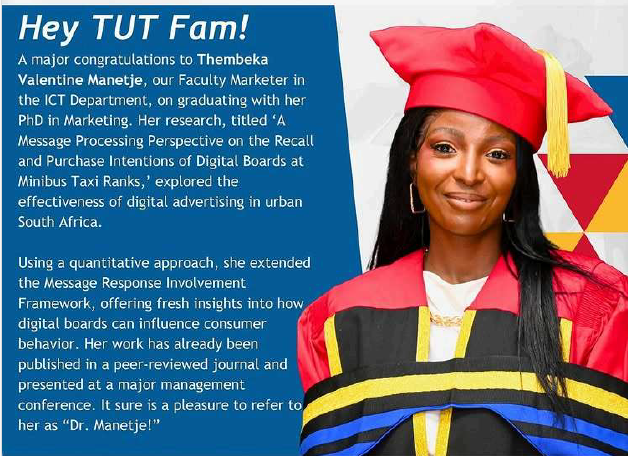 Hey TUT Fam!
A major congratulations to Thembeka
Valentine Manetje, our Faculty Marketer in
the ICT Department, on graduating with her
PhD in Marketing. Her research, titled ‘A
Message Processing Perspective on the Recall
and Purchase Intentions of Digital Boards at
Minibus Taxi Ranks,’ explored the
effectiveness of digital advertising in urban
South Africa.
Using a quantitative approach, she extended
the Message Response Involvement
Framework, offering fresh insights into how
digital boards can influence consumer
behavior. Her work has already been
published in a peer-reviewed journal and
presented at a major management
conference. It sure is a pleasure to refer to
her as “Dr. Manetje!”